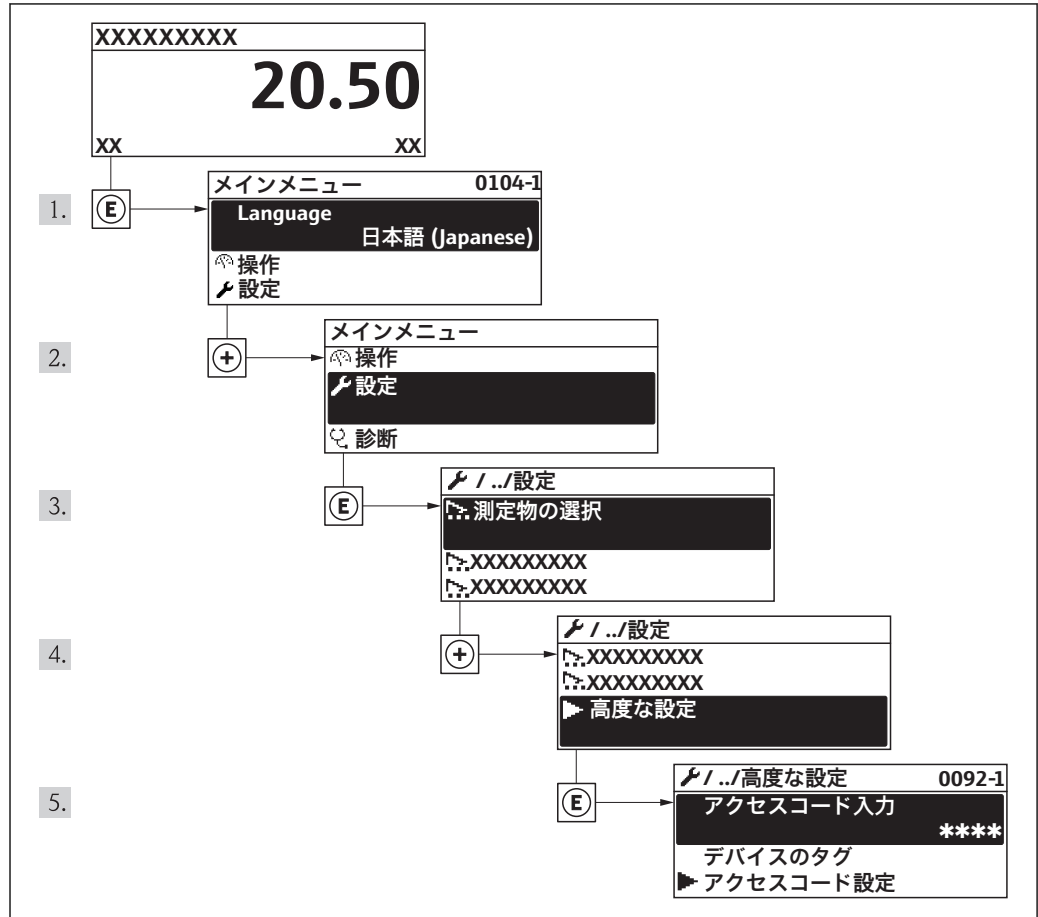 XXXXXXXXX
20.50
XX XX
1. E メインメニュー 0104-1
Language
日本語 (Japanese)
操作
設定
2. + メインメニュー
操作
設定
診断
3. E / ../設定
測定物の選択
XXXXXXXXX
XXXXXXXXX
4. + / ../設定
XXXXXXXXX
XXXXXXXXX
高度な設定
5. E / ../高度な設定 0092-1
アクセスコード入力
****
デバイスのタグ
アクセスコード設定